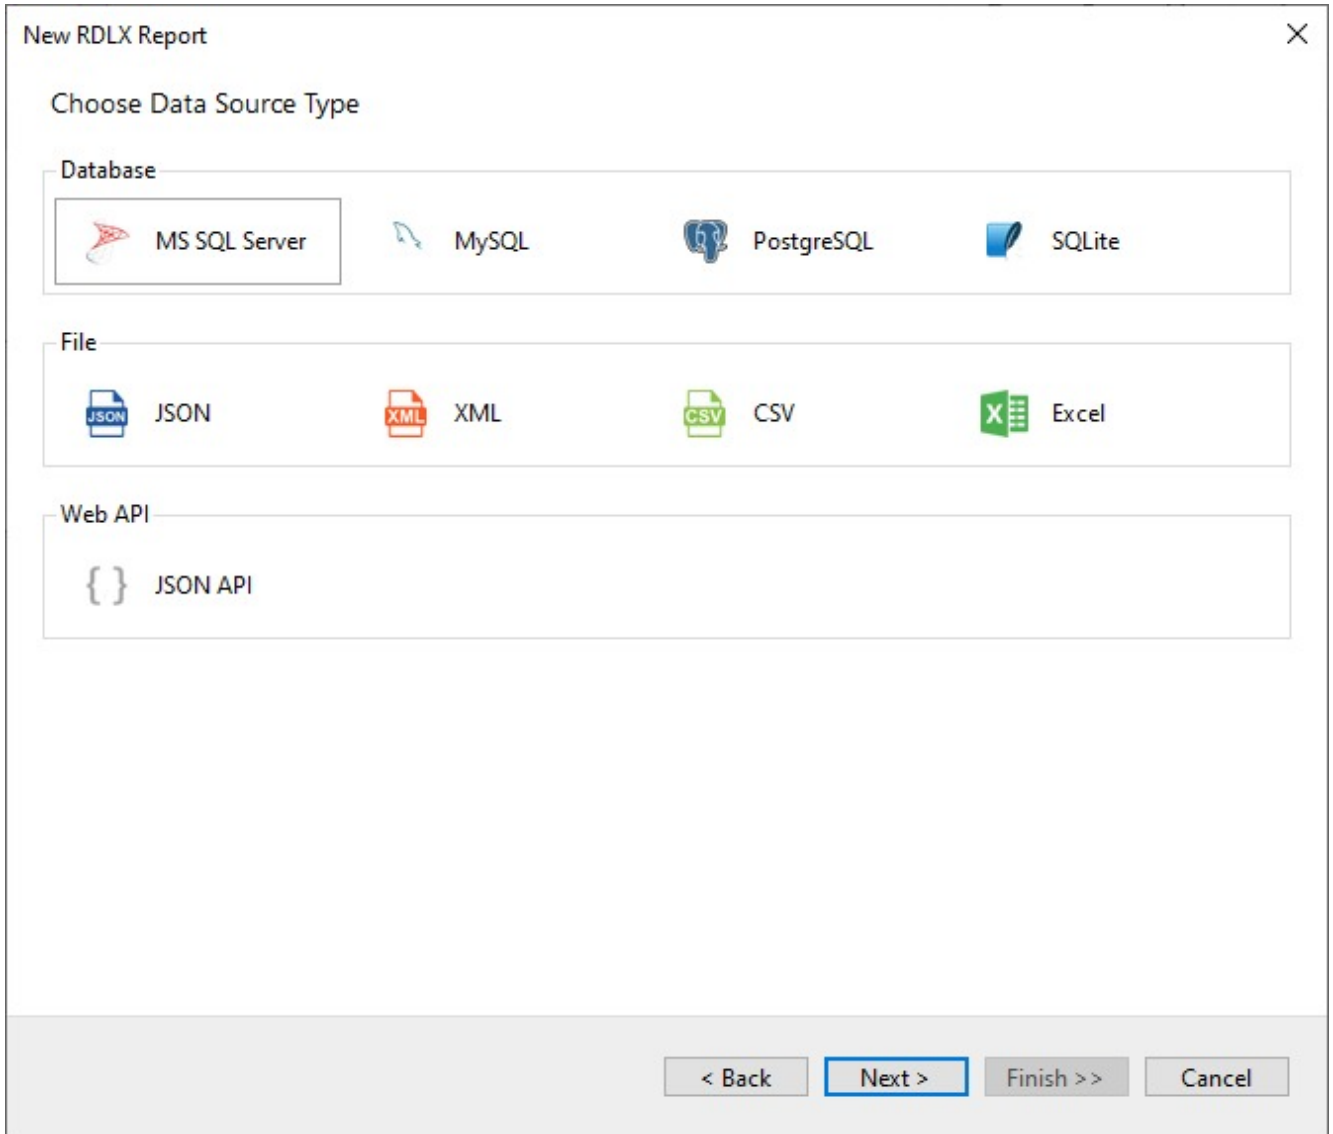 New RDLX Report
Choose Data Source Type
Database
MS SQL Server MySQL PostgreSQL SQLite
File
JSON JSON XML XML CSV CSV X Excel
Web API
{ } JSON API
< Back Next > Finish >> Cancel